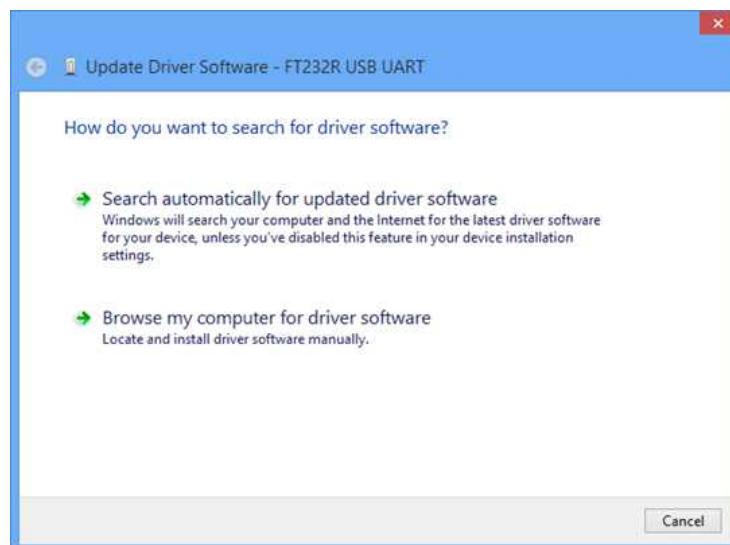 Update Driver Software - FT232R USB UART
How do you want to search for driver software?
Search automatically for updated driver software
Windows will search your computer and the Internet for the latest driver software
for your device, unless you've disabled this feature in your device installation
settings.
Browse my computer for driver software
Locate and install driver software manually.
Cancel